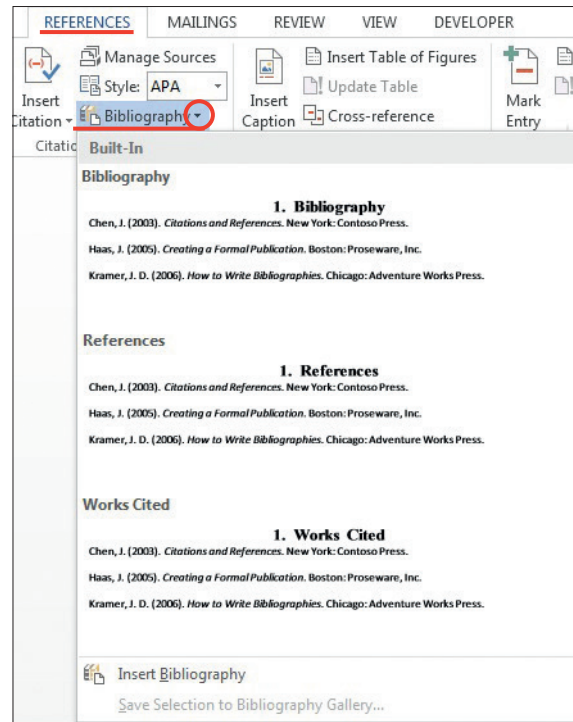 REFERENCES MAILINGS REVIEW VIEW DEVELOPER
Manage Sources
Style: APA
Bibliography
Insert
Citation
Insert
Caption
Insert Table of Figures
Update Table
Cross-reference
Mark
Entry
Citatio
Built-In
Bibliography
1. Bibliography
Chen, J. (2003). Citations and References. New York: Contoso Press.
Haas, J. (2005). Creating a Formal Publication. Boston: Proseware, Inc.
Kramer, J. D. (2006). How to Write Bibliographies. Chicago: Adventure Works Press.
References
1. References
Chen, J. (2003). Citations and References. New York: Contoso Press.
Haas, J. (2005). Creating a Formal Publication. Boston: Proseware, Inc.
Kramer, J. D. (2006). How to Write Bibliographies. Chicago: Adventure Works Press.
Works Cited
1. Works Cited
Chen, J. (2003). Citations and References. New York: Contoso Press.
Haas, J. (2005). Creating a Formal Publication. Boston: Proseware, Inc.
Kramer, J. D. (2006). How to Write Bibliographies. Chicago: Adventure Works Press.
Insert Bibliography
Save Selection to Bibliography Gallery...